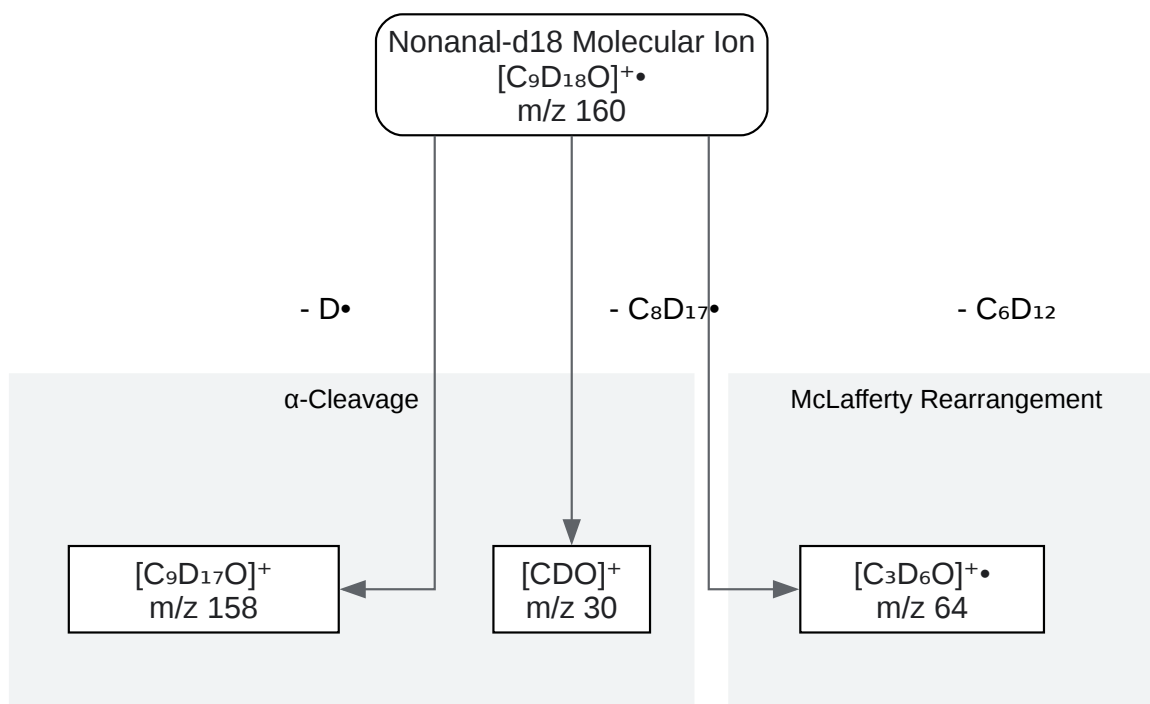 Nonanal-d18 Molecular Ion
[C₉D₁₈O]⁺•
m/z 160
- D•
- C₈D₁₇•
- C₆D₁₂
α-Cleavage
McLafferty Rearrangement
[C₉D₁₇O]⁺
m/z 158
[CDO]⁺
m/z 30
[C₃D₆O]⁺•
m/z 64